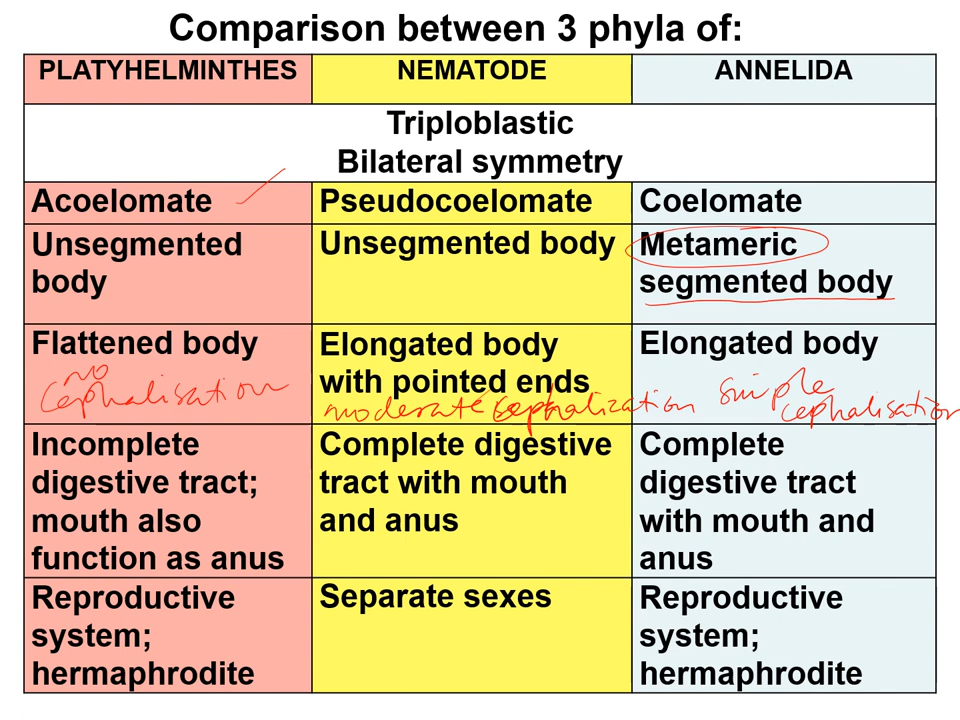 Comparison between 3 phyla of:
PLATYHELMINTHES
NEMATODE
ANNELIDA
Triploblastic
Bilateral symmetry
Acoelomate
Pseudocoelomate
Coelomate
Unsegmented
body
Unsegmented body
Metameric
segmented body
Flattened body
no
cephalisation
Elongated body
with pointed ends
moderate cephalization
Elongated body
simple
cephalisation
Incomplete
digestive tract;
mouth also
function as anus
Complete digestive
tract with mouth
and anus
Complete
digestive tract
with mouth and
anus
Reproductive
system;
hermaphrodite
Separate sexes
Reproductive
system;
hermaphrodite